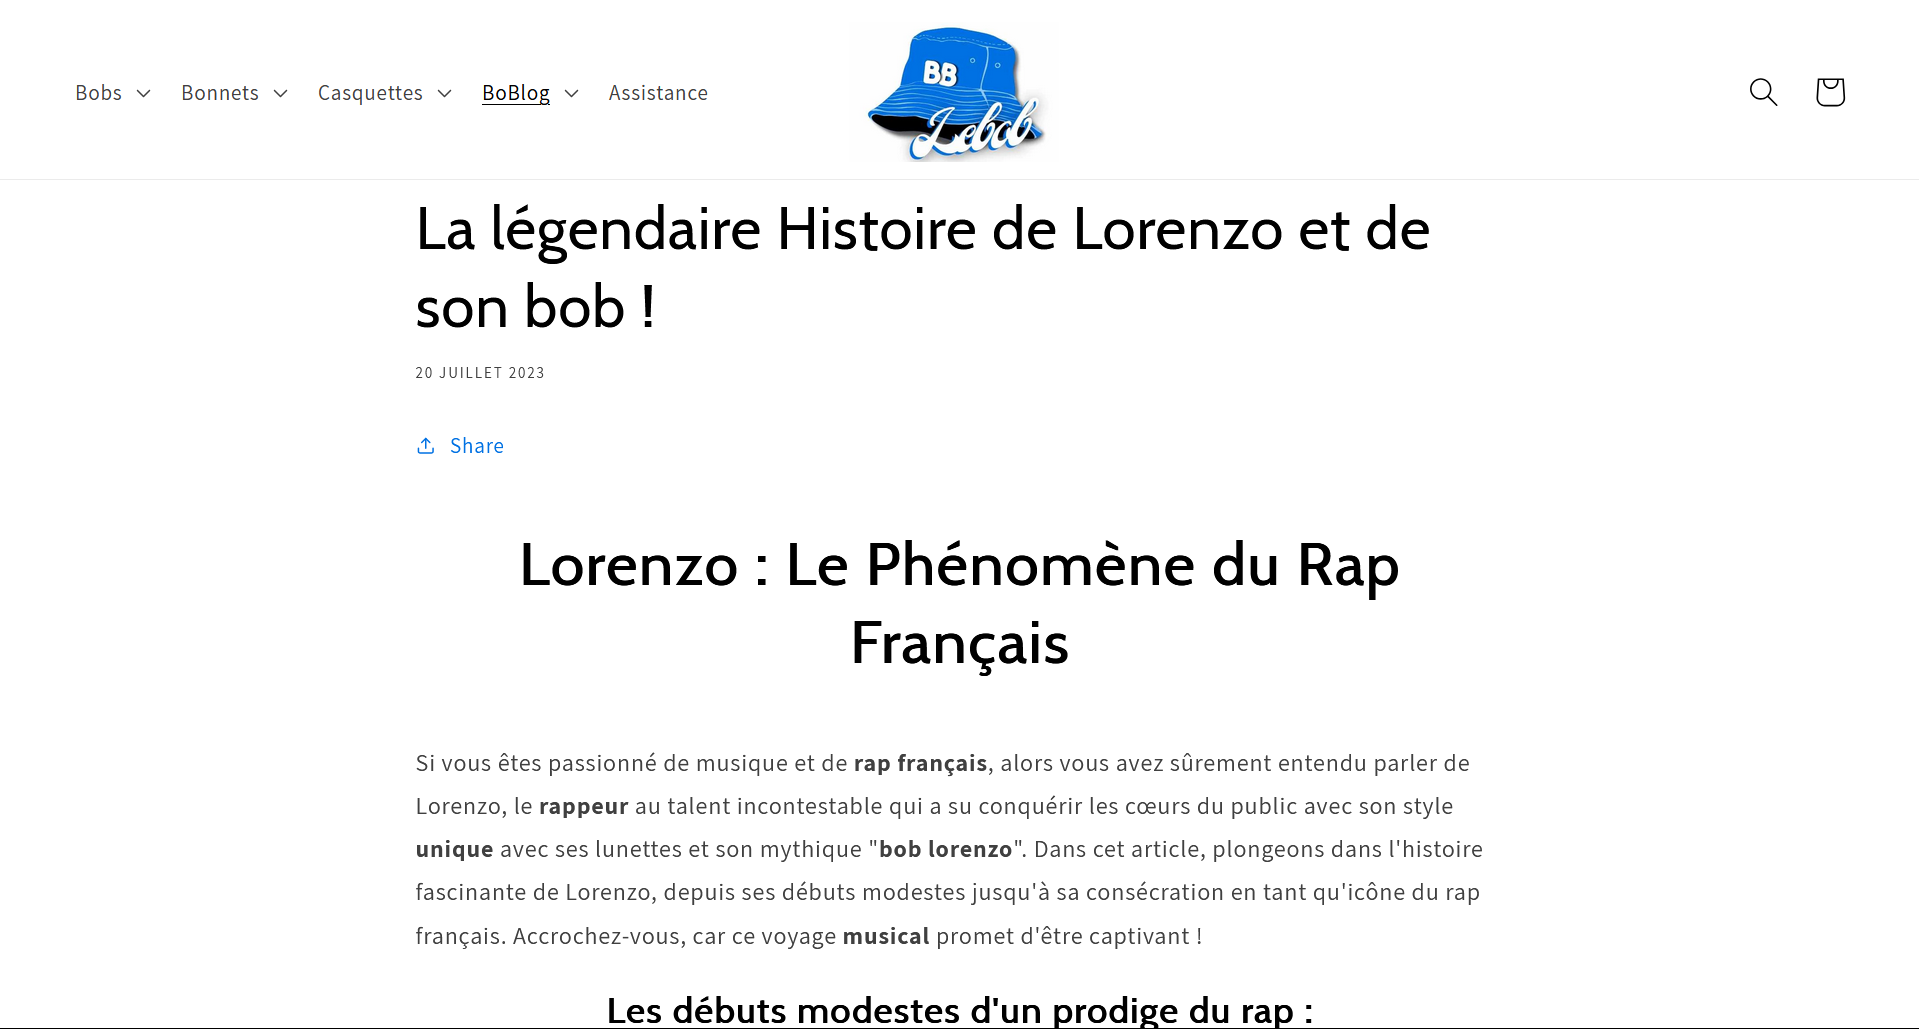 Bobs
Bonnets
Casquettes
BoBlog
Assistance
BB
Lebob
La légendaire Histoire de Lorenzo et de
son bob !
20 JUILLET 2023
Share
Lorenzo : Le Phénomène du Rap
Français
Si vous êtes passionné de musique et de rap français, alors vous avez sûrement entendu parler de
Lorenzo, le rappeur au talent incontestable qui a su conquérir les cœurs du public avec son style
unique avec ses lunettes et son mythique "bob lorenzo". Dans cet article, plongeons dans l'histoire
fascinante de Lorenzo, depuis ses débuts modestes jusqu'à sa consécration en tant qu'icône du rap
français. Accrochez-vous, car ce voyage musical promet d'être captivant !
Les débuts modestes d'un prodige du rap :